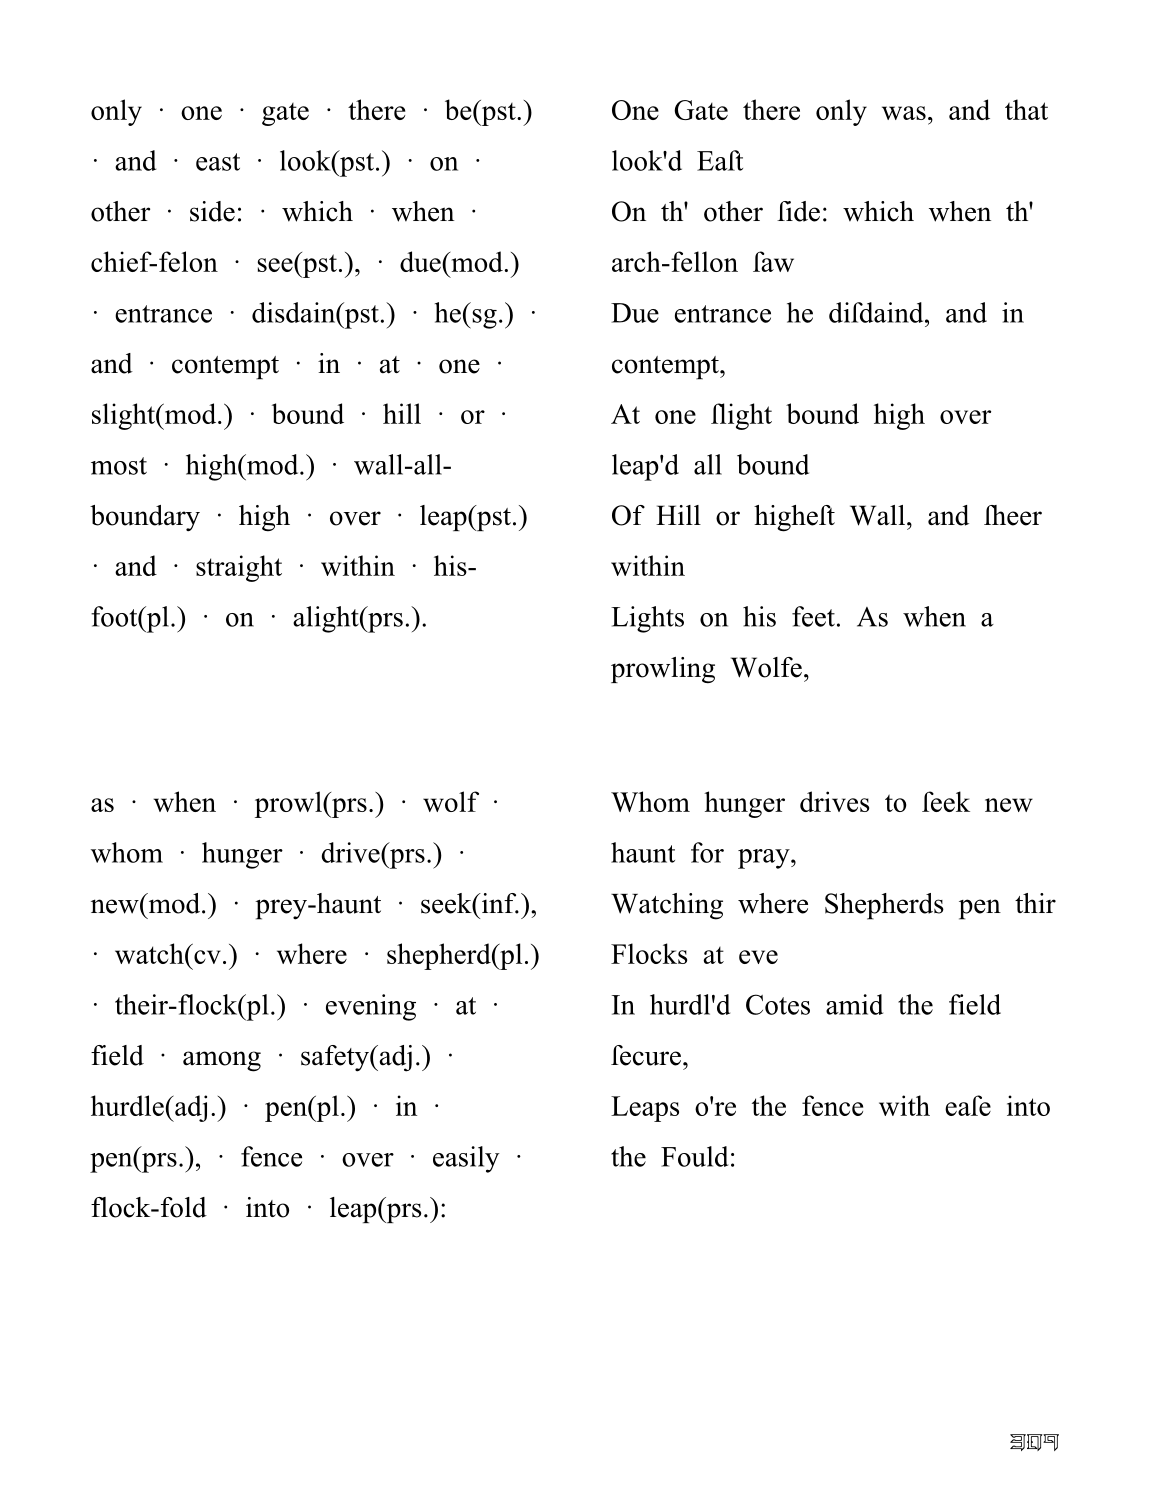 only · one · gate · there · be(pst.)
· and · east · look(pst.) · on ·
other · side: · which · when ·
chief-felon · see(pst.), · due(mod.)
· entrance · disdain(pst.) · he(sg.) ·
and · contempt · in · at · one ·
slight(mod.) · bound · hill · or ·
most · high(mod.) · wall-all-
boundary · high · over · leap(pst.)
· and · straight · within · his-
foot(pl.) · on · alight(prs.).
One Gate there only was, and that
look'd Eaſt
On th' other ſide: which when th'
arch-fellon ſaw
Due entrance he diſdaind, and in
contempt,
At one ſlight bound high over
leap'd all bound
Of Hill or higheſt Wall, and ſheer
within
Lights on his feet. As when a
prowling Wolfe,
as · when · prowl(prs.) · wolf ·
whom · hunger · drive(prs.) ·
new(mod.) · prey-haunt · seek(inf.),
· watch(cv.) · where · shepherd(pl.)
· their-flock(pl.) · evening · at ·
field · among · safety(adj.) ·
hurdle(adj.) · pen(pl.) · in ·
pen(prs.), · fence · over · easily ·
flock-fold · into · leap(prs.):
Whom hunger drives to ſeek new
haunt for pray,
Watching where Shepherds pen thir
Flocks at eve
In hurdl'd Cotes amid the field
ſecure,
Leaps o're the fence with eaſe into
the Fould: